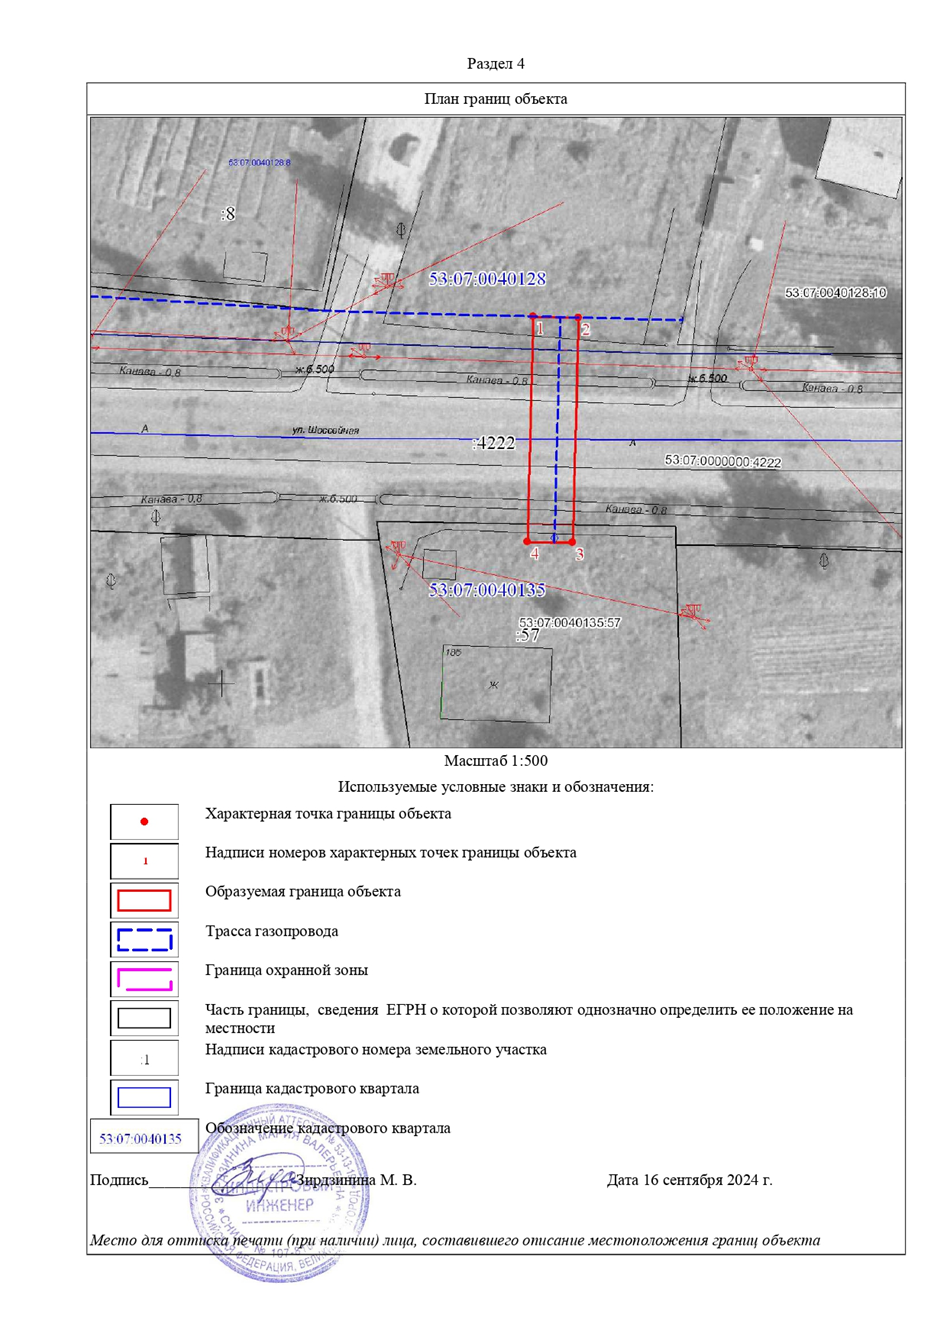 Раздел 4
План границ объекта
53:07:0040128:8
:8
53:07:0040128
53:07:0040128:10
1
2
Канава - 0,8
ж.б.500
Канава - 0,8
ж.б.500
Канава - 0,8
А
ул. Шоссейная
:4222
А
53:07:0000000:4222
Канава - 0,8
ж.б.500
Канава - 0,8
4
3
53:07:0040135
53:07:0040135:57
:57
185
Ж
Масштаб 1:500
Используемые условные знаки и обозначения:
Характерная точка границы объекта
1
Надписи номеров характерных точек границы объекта
Образуемая граница объекта
Трасса газопровода
Граница охранной зоны
Часть границы, сведения ЕГРН о которой позволяют однозначно определить ее положение на
местности
:1
Надписи кадастрового номера земельного участка
Граница кадастрового квартала
53:07:0040135
Обозначение кадастрового квартала
Подпись Зирдзинина М. В.
Дата 16 сентября 2024 г.
КАДАСТРОВЫЙ
ИНЖЕНЕР
Место для оттиска печати (при наличии) лица, составившего описание местоположения границ объекта